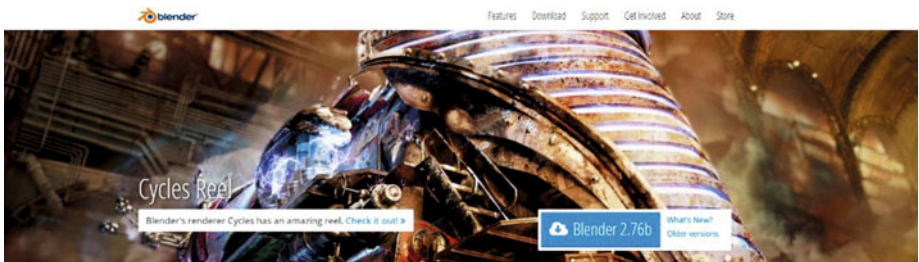 blender
Features Download Support Get Involved About Store
Cycles Reel
Blender's renderer Cycles has an amazing reel. Check it out! »
Blender 2.76b
What's New?
Older versions